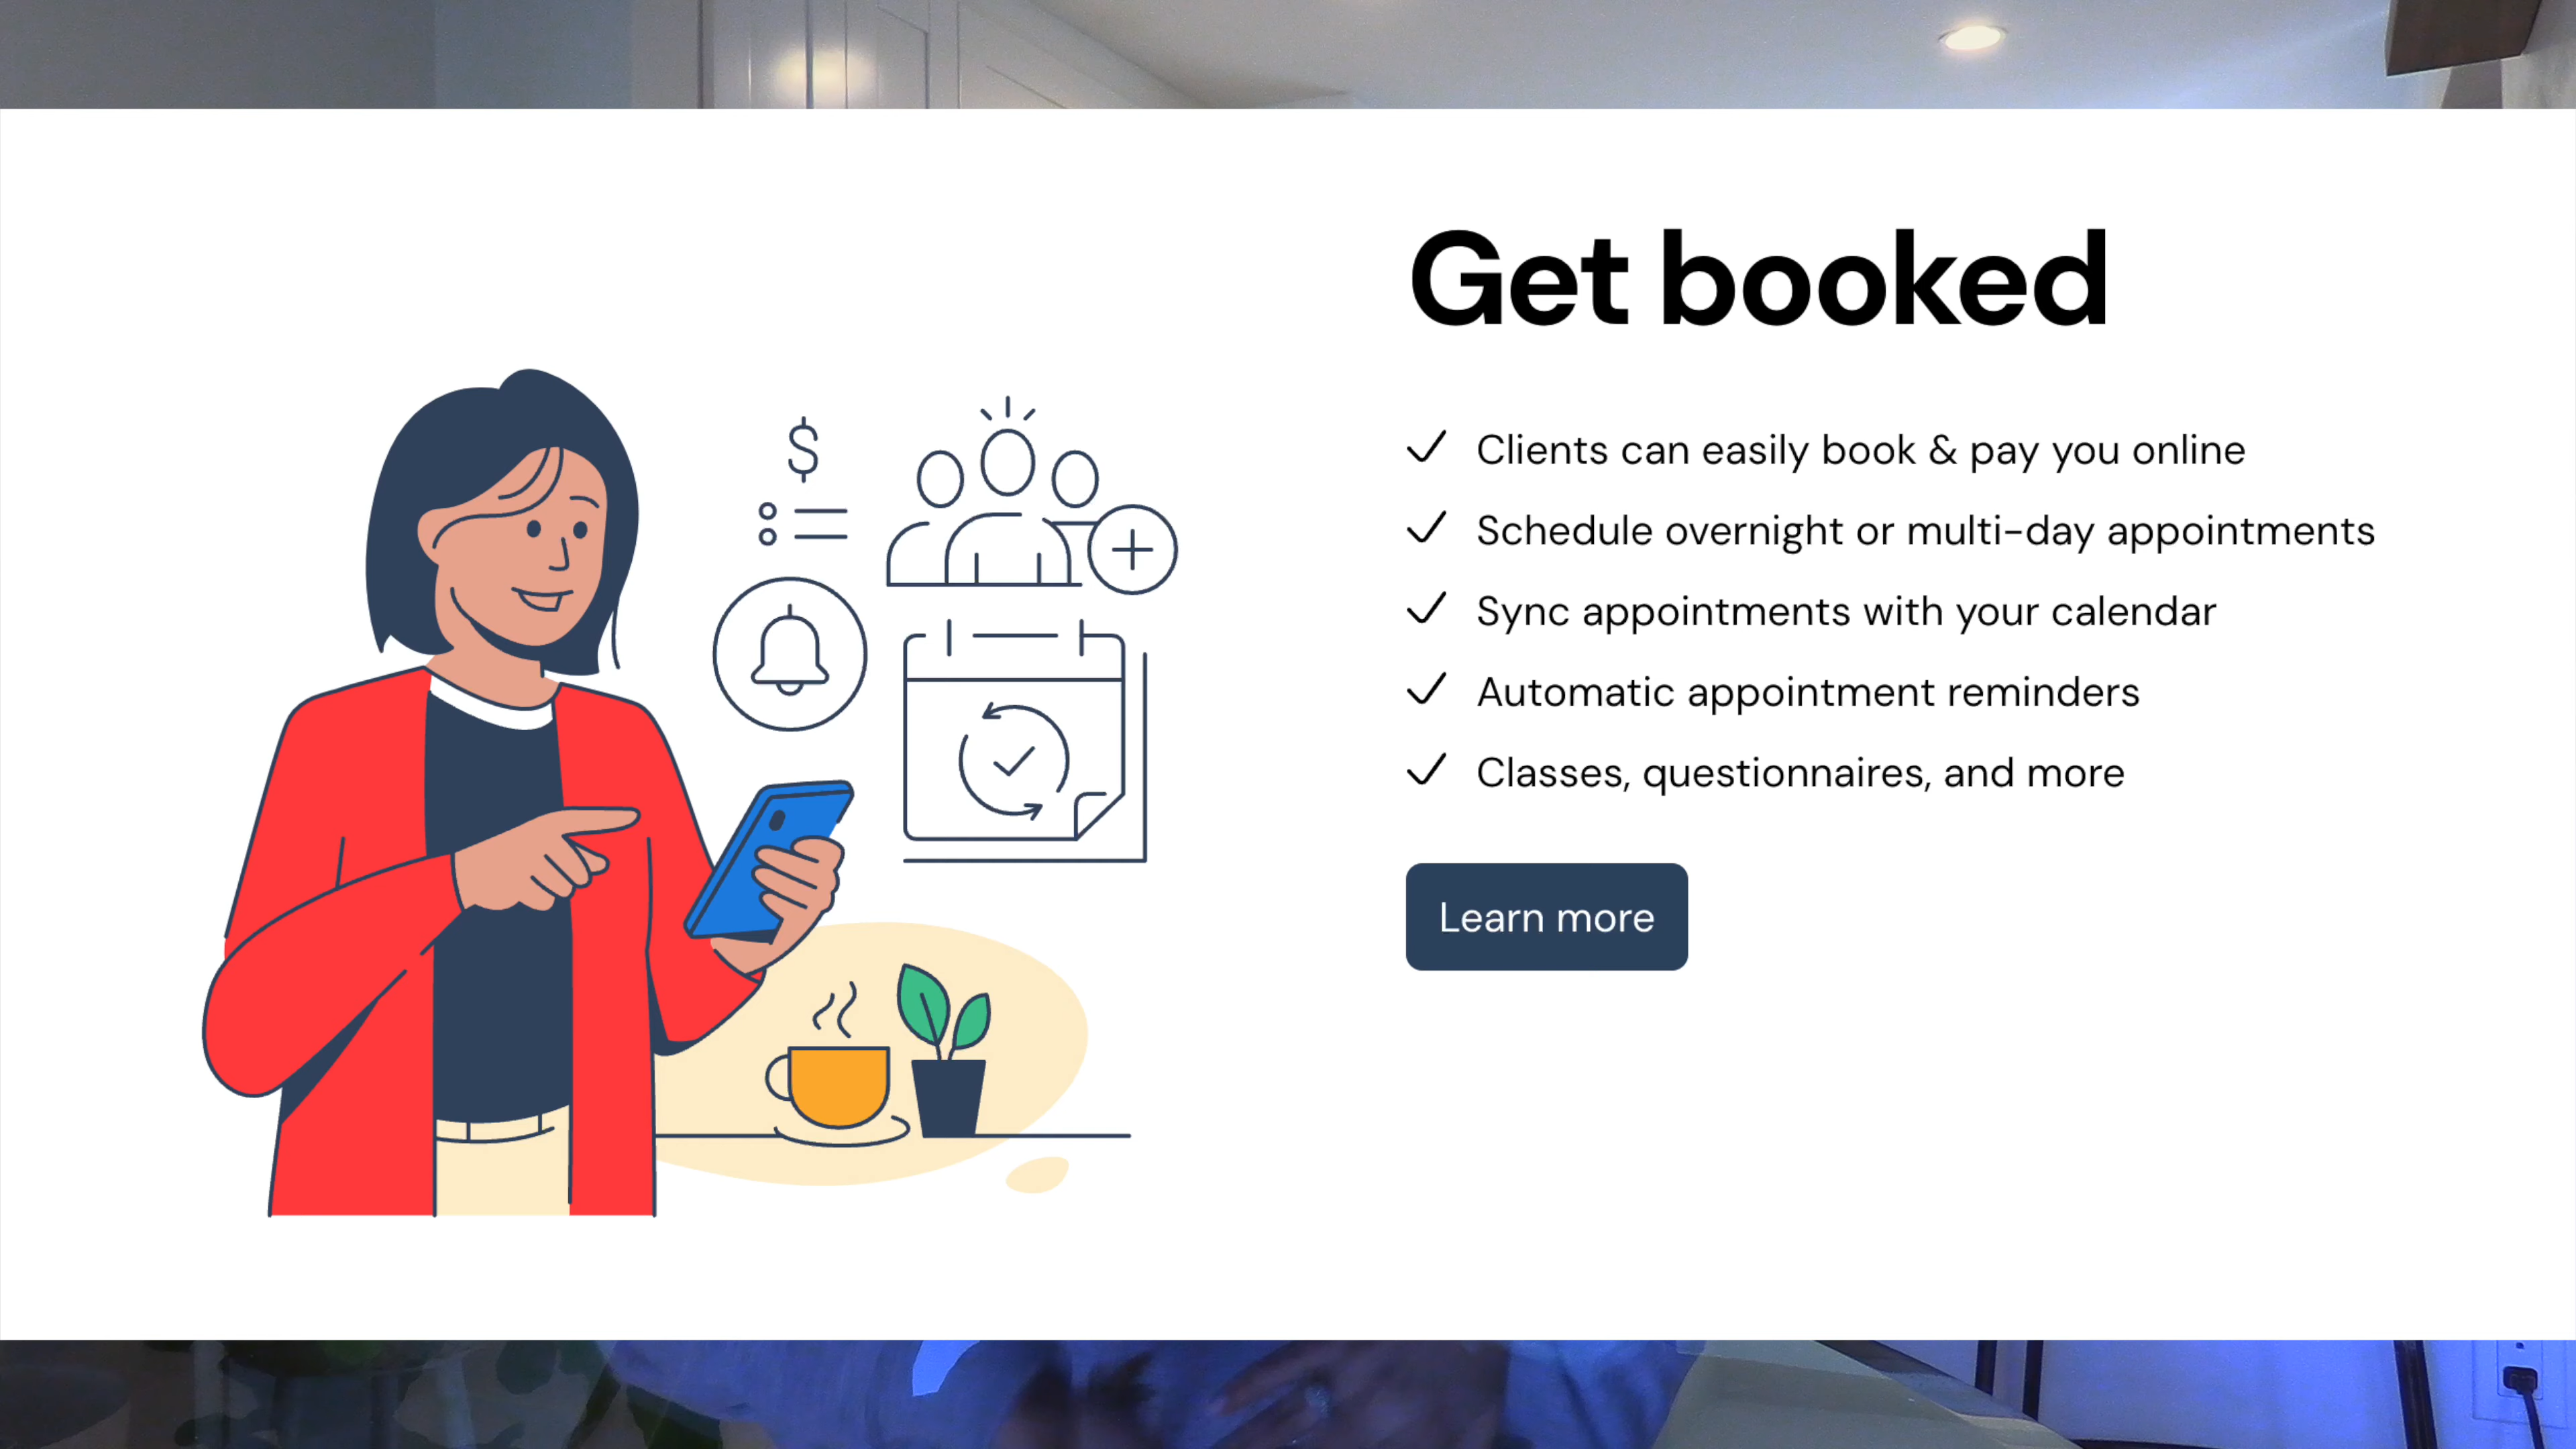 Get booked
Clients can easily book & pay you online
Schedule overnight or multi-day appointments
Sync appointments with your calendar
Automatic appointment reminders
Classes, questionnaires, and more
Learn more
$